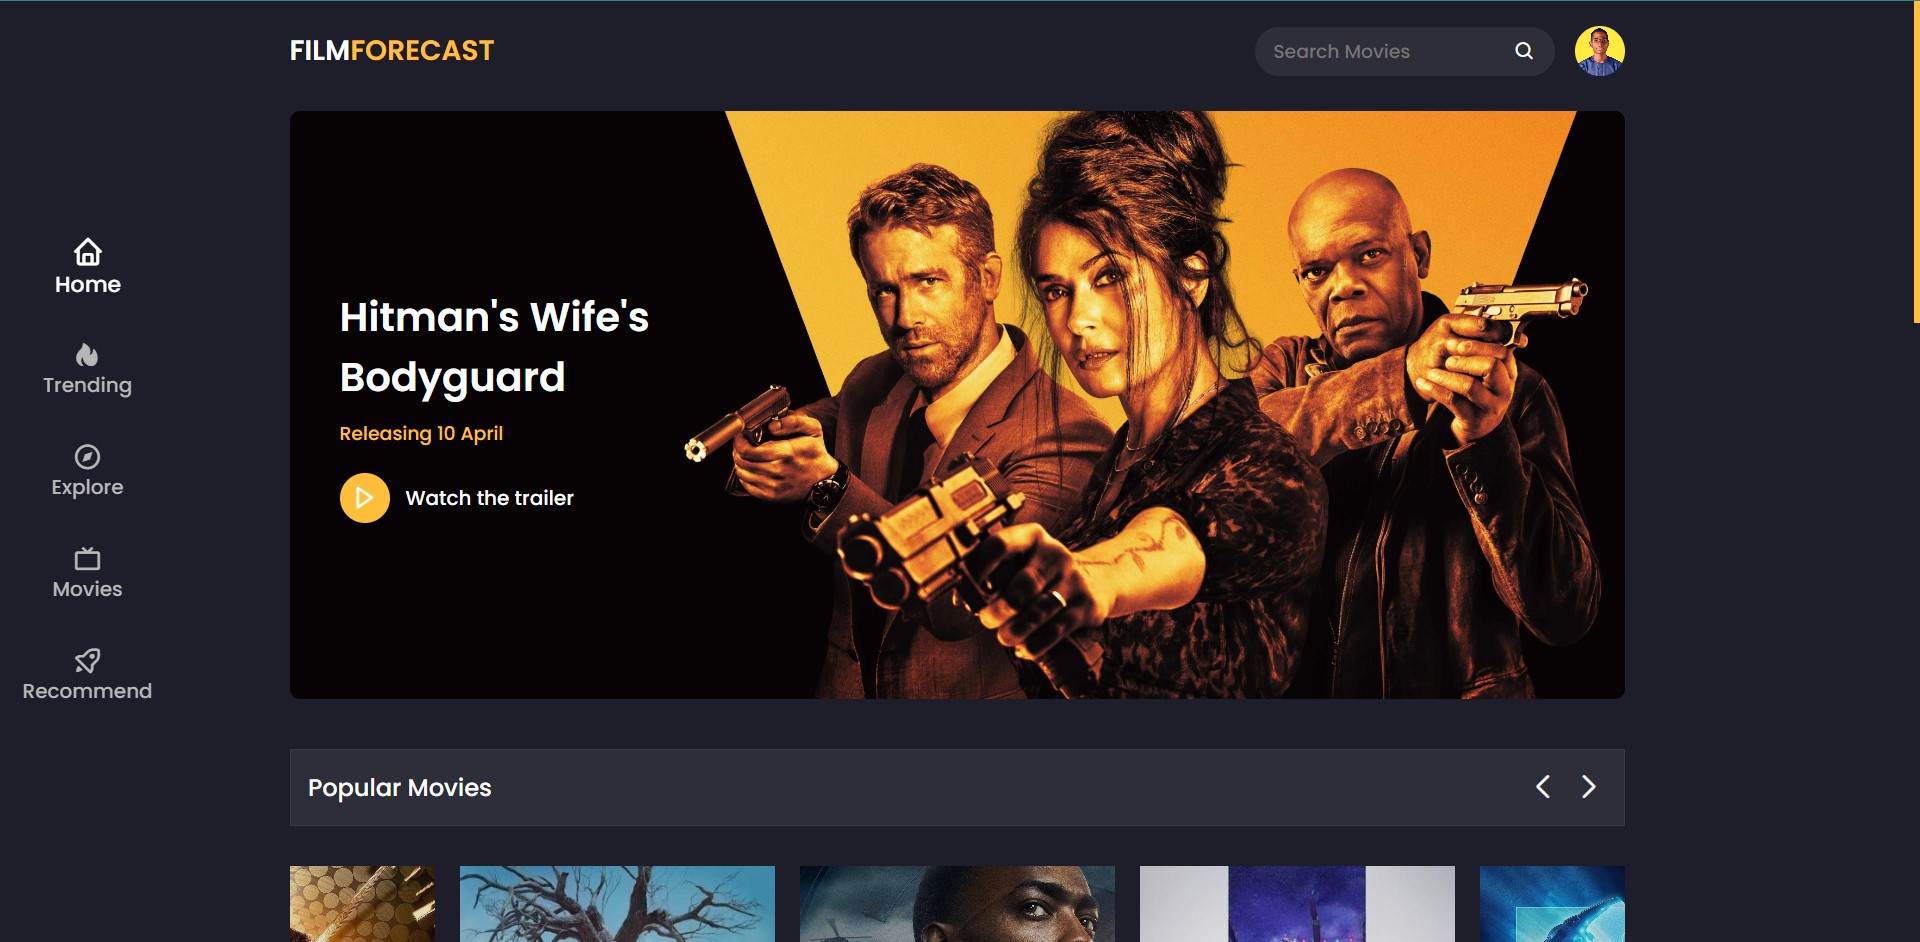 FILMFORECAST
Search Movies
Home
Trending
Explore
Movies
Recommend
Hitman's Wife's
Bodyguard
Releasing 10 April
Watch the trailer
Popular Movies